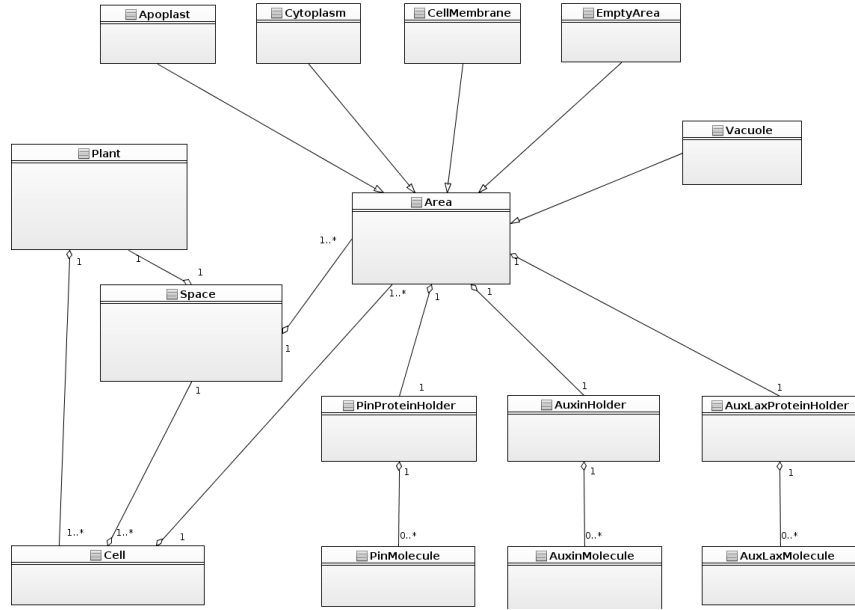 Apoplast
Cytoplasm
CellMembrane
EmptyArea
Vacuole
Plant
Area
1..*
1
1
1
Space
1
1..*
1
1
1
1
1
1
1
PinProteinHolder
AuxinHolder
AuxLaxProteinHolder
1
1
1
1..*
1..*
1
0..*
0..*
0..*
Cell
PinMolecule
AuxinMolecule
AuxLaxMolecule